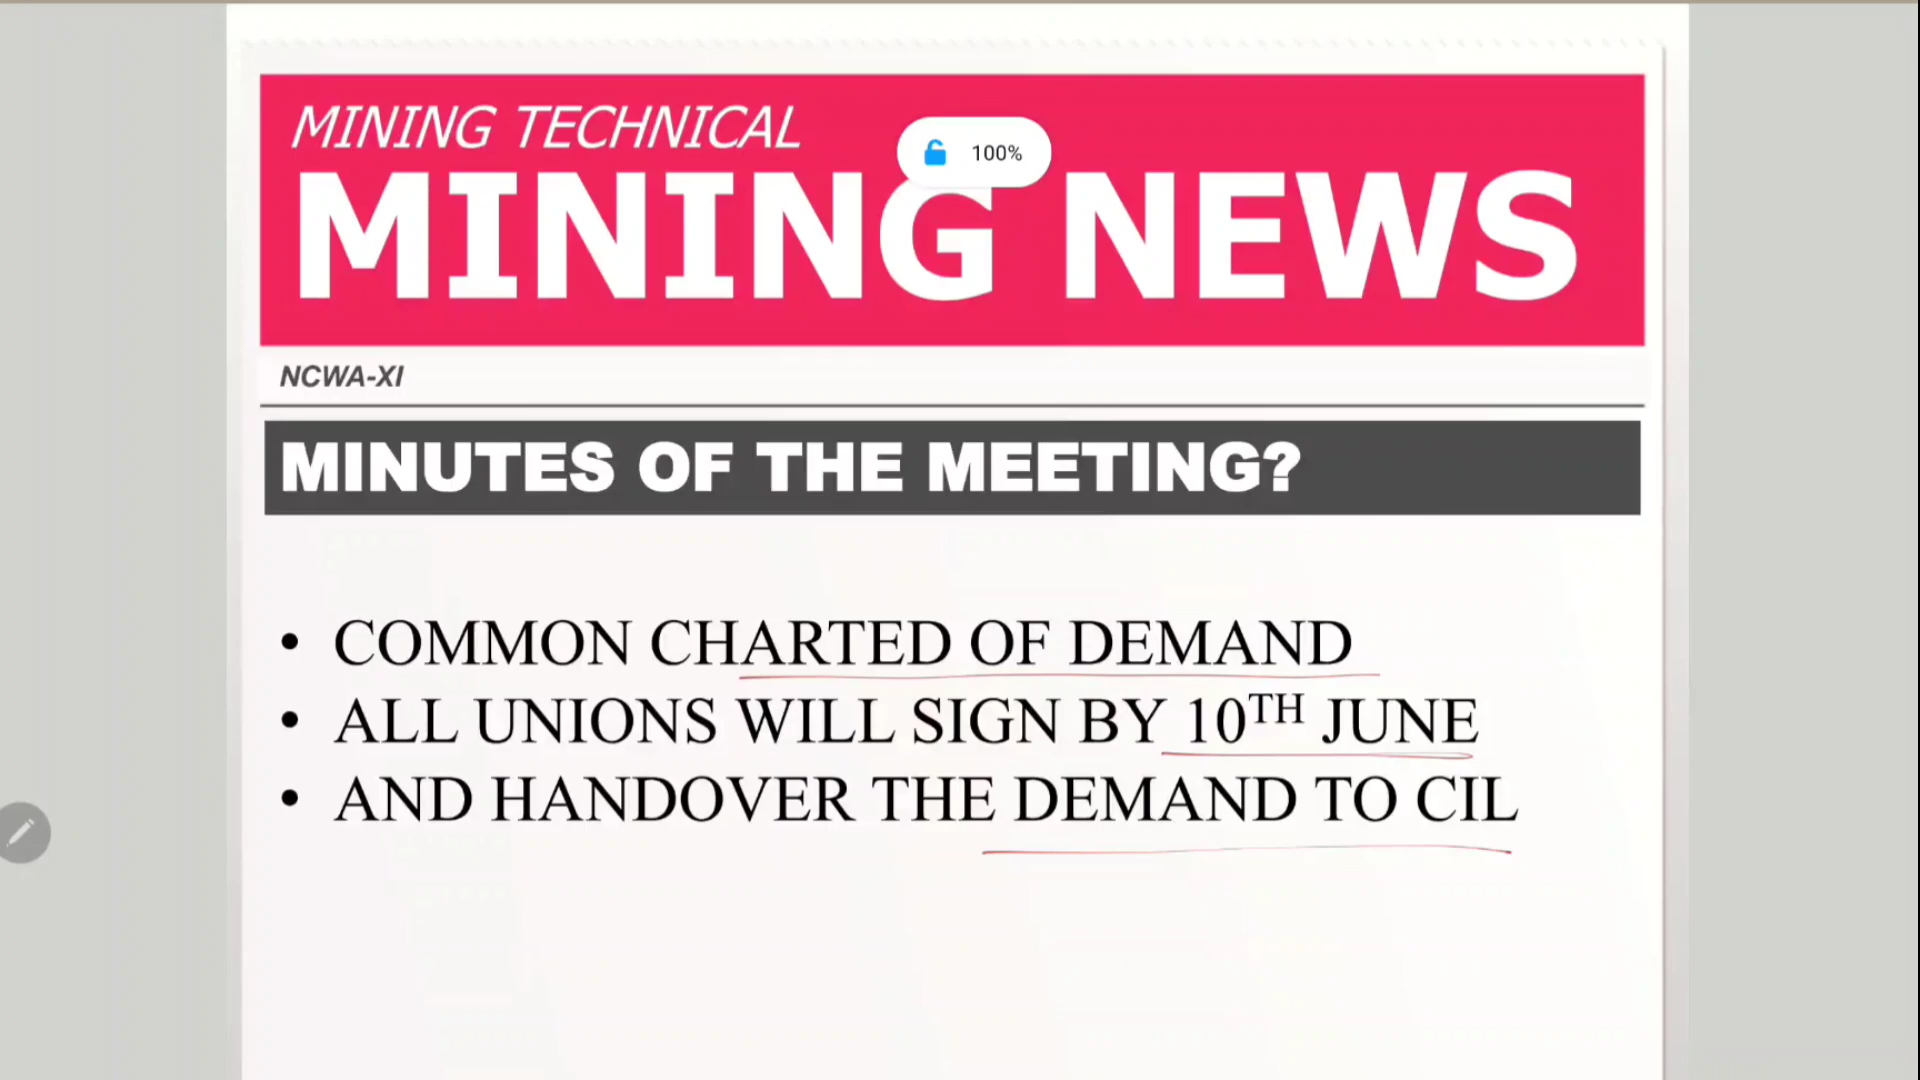 MINING TECHNICAL
100%
MINING NEWS
NCWA-XI
MINUTES OF THE MEETING?
• COMMON CHARTED OF DEMAND
• ALL UNIONS WILL SIGN BY 10TH JUNE
• AND HANDOVER THE DEMAND TO CIL